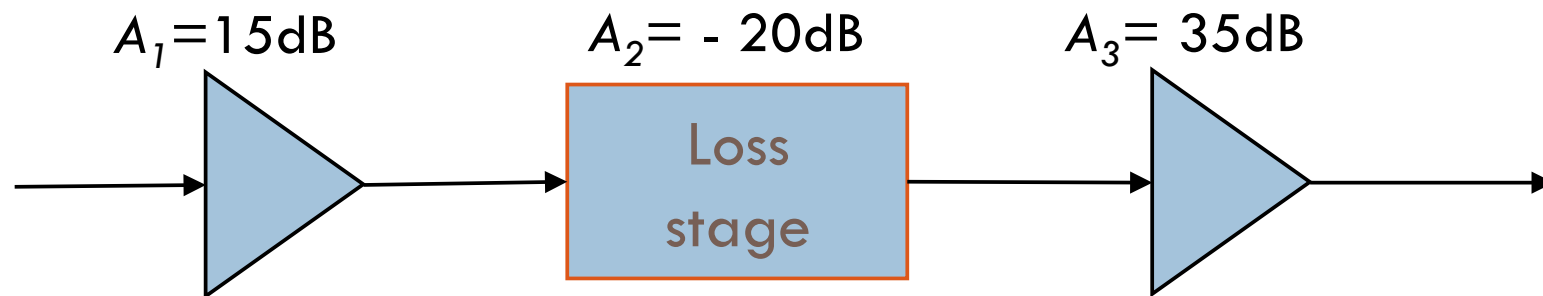 A₁=15dB
A₂= - 20dB
A₃= 35dB
Loss
stage